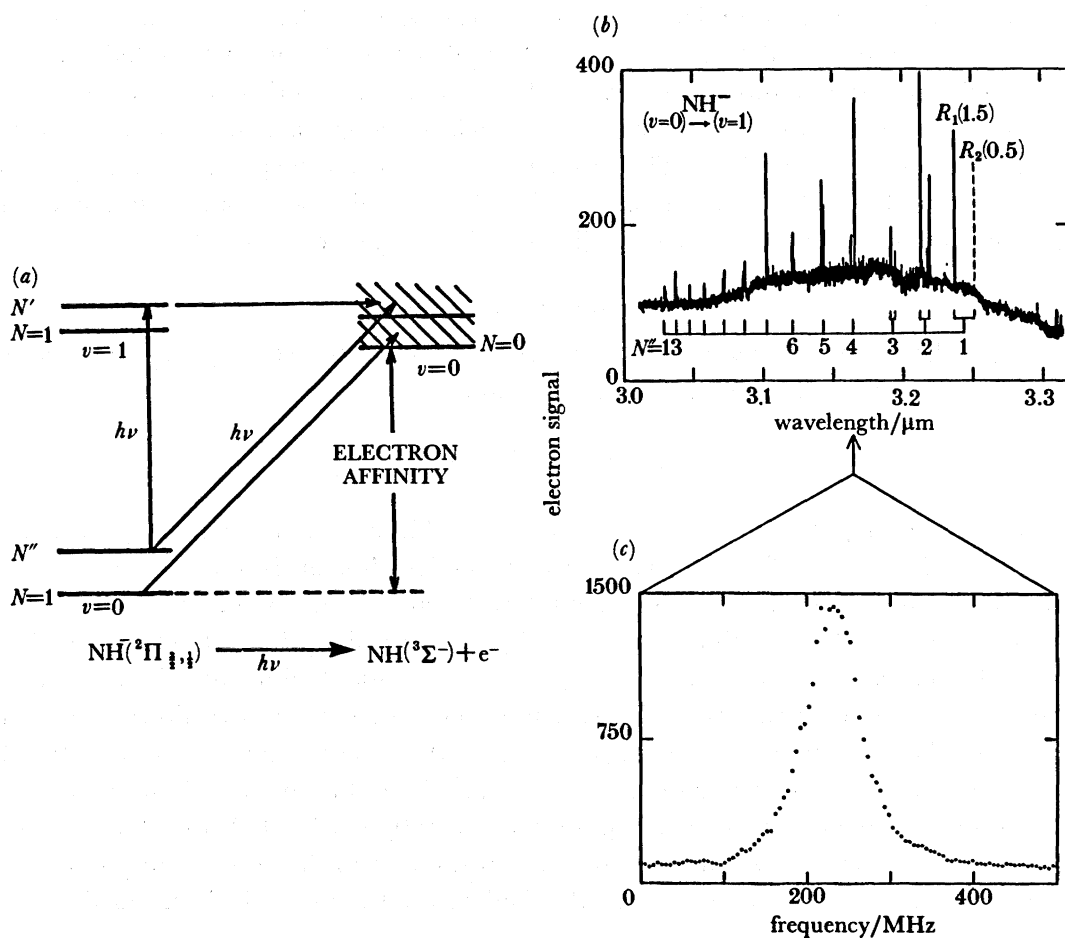 (a)
N′
N=1
v=1
hν
hν
N=0
v=0
ELECTRON
AFFINITY
N″
N=1
v=0
NH⁻(²Π₃⁄₂,₁⁄₂) hν NH(³Σ⁻)+e⁻
(b)
400
200
0
NH⁻
(v=0)→(v=1)
R₁(1.5)
R₂(0.5)
N″=13 6 5 4 3 2 1
3.0 3.1 3.2 3.3
wavelength/μm
electron signal
(c)
1500
750
0 200 400
frequency/MHz